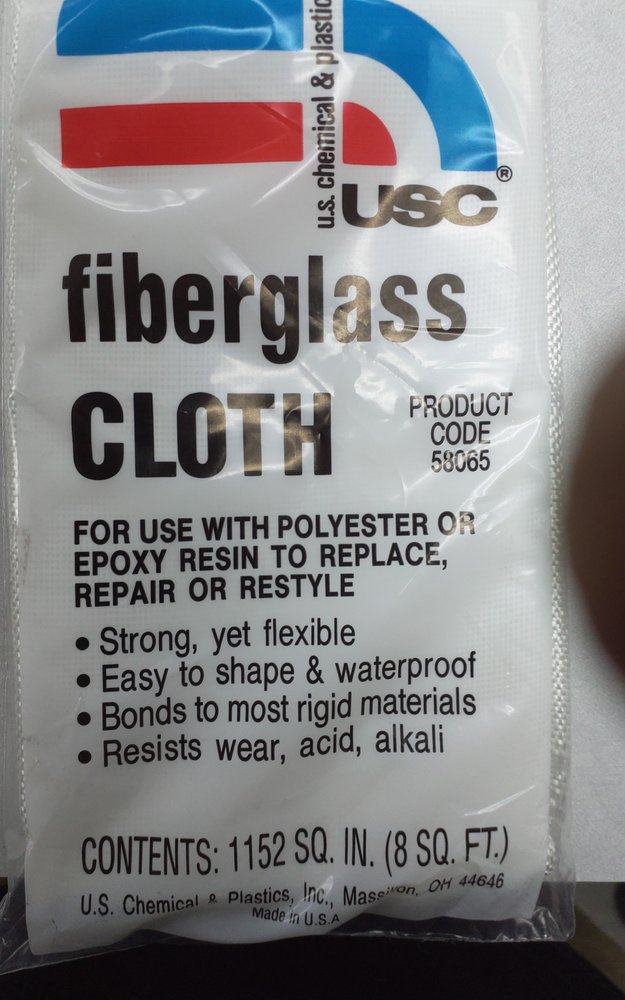 u.s. chemical & plastic
USC®
fiberglass
CLOTH
PRODUCT
CODE
58065
FOR USE WITH POLYESTER OR
EPOXY RESIN TO REPLACE,
REPAIR OR RESTYLE
• Strong, yet flexible
• Easy to shape & waterproof
• Bonds to most rigid materials
• Resists wear, acid, alkali
CONTENTS: 1152 SQ. IN. (8 SQ. FT.)
U.S. Chemical & Plastics, Inc., Massillon, OH 44646
Made in U.S.A